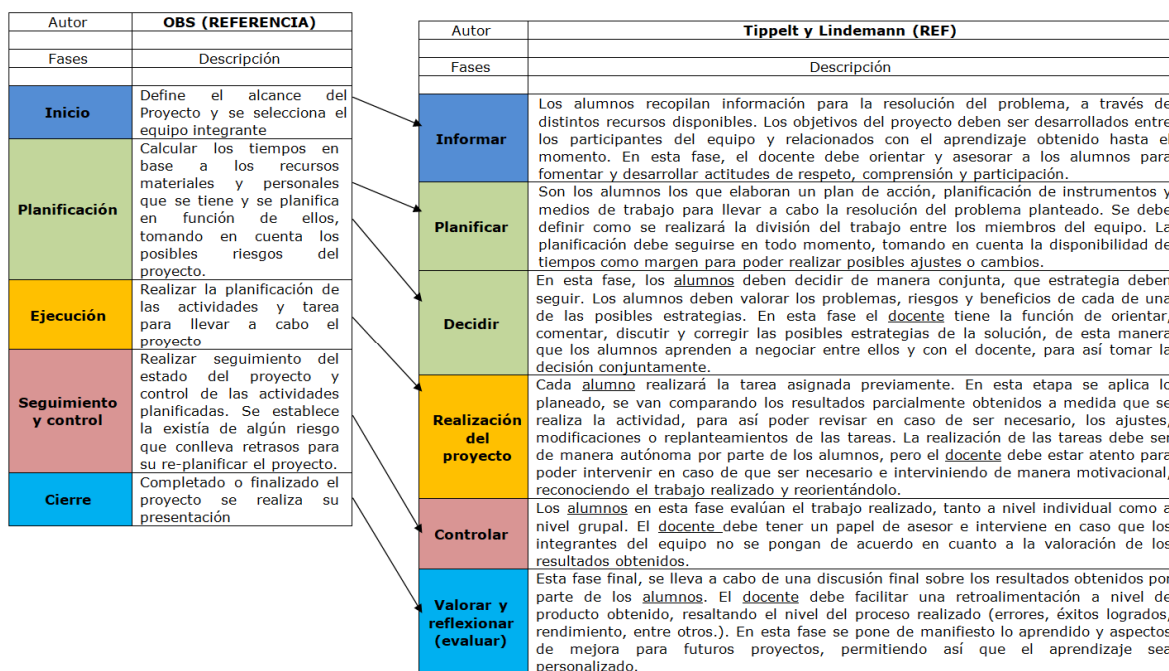 Autor OBS (REFERENCIA)
Fases Descripción
Inicio
Define el alcance del
Proyecto y se selecciona el
equipo integrante
Planificación
Calcular los tiempos en
base a los recursos
materiales y personales
que se tiene y se planifica
en función de ellos,
tomando en cuenta los
posibles riesgos del
proyecto.
Ejecución
Realizar la planificación de
las actividades y tarea
para llevar a cabo el
proyecto
Seguimiento
y control
Realizar seguimiento del
estado del proyecto y
control de las actividades
planificadas. Se establece
la existía de algún riesgo
que conlleva retrasos para
su re-planificar el proyecto.
Cierre
Completado o finalizado el
proyecto se realiza su
presentación
Autor Tippelt y Lindemann (REF)
Fases Descripción
Informar
Los alumnos recopilan información para la resolución del problema, a través de
distintos recursos disponibles. Los objetivos del proyecto deben ser desarrollados entre
los participantes del equipo y relacionados con el aprendizaje obtenido hasta el
momento. En esta fase, el docente debe orientar y asesorar a los alumnos para
fomentar y desarrollar actitudes de respeto, comprensión y participación.
Planificar
Son los alumnos los que elaboran un plan de acción, planificación de instrumentos y
medios de trabajo para llevar a cabo la resolución del problema planteado. Se debe
definir como se realizará la división del trabajo entre los miembros del equipo. La
planificación debe seguirse en todo momento, tomando en cuenta la disponibilidad de
tiempos como margen para poder realizar posibles ajustes o cambios.
Decidir
En esta fase, los alumnos deben decidir de manera conjunta, que estrategia deben
seguir. Los alumnos deben valorar los problemas, riesgos y beneficios de cada de una
de las posibles estrategias. En esta fase el docente tiene la función de orientar,
comentar, discutir y corregir las posibles estrategias de la solución, de esta manera
que los alumnos aprenden a negociar entre ellos y con el docente, para así tomar la
decisión conjuntamente.
Realización
del
proyecto
Cada alumno realizará la tarea asignada previamente. En esta etapa se aplica lo
planeado, se van comparando los resultados parcialmente obtenidos a medida que se
realiza la actividad, para así poder revisar en caso de ser necesario, los ajustes,
modificaciones o replanteamientos de las tareas. La realización de las tareas debe ser
de manera autónoma por parte de los alumnos, pero el docente debe estar atento para
poder intervenir en caso de que ser necesario e interviniendo de manera motivacional,
reconociendo el trabajo realizado y reorientándolo.
Controlar
Los alumnos en esta fase evalúan el trabajo realizado, tanto a nivel individual como a
nivel grupal. El docente debe tener un papel de asesor e interviene en caso que los
integrantes del equipo no se pongan de acuerdo en cuanto a la valoración de los
resultados obtenidos.
Valorar y
reflexionar
(evaluar)
Esta fase final, se lleva a cabo de una discusión final sobre los resultados obtenidos por
parte de los alumnos. El docente debe facilitar una retroalimentación a nivel de
producto obtenido, resaltando el nivel del proceso realizado (errores, éxitos logrados,
rendimiento, entre otros.). En esta fase se pone de manifiesto lo aprendido y aspectos
de mejora para futuros proyectos, permitiendo así que el aprendizaje sea
personalizado.